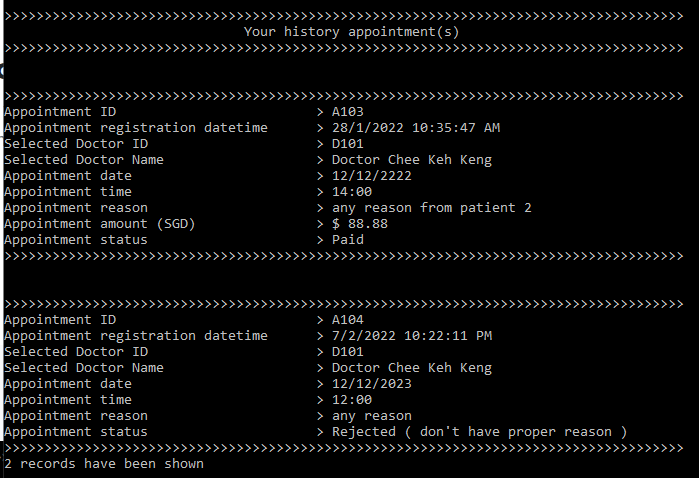 >>>>>>>>>>>>>>>>>>>>>>>>>>>>>>>>>>>>>>>>>>>>>>>>>>>>>>>>>>>>>>>>>>>>>>>>>>>>>>>>>>>>>
Your history appointment(s)
>>>>>>>>>>>>>>>>>>>>>>>>>>>>>>>>>>>>>>>>>>>>>>>>>>>>>>>>>>>>>>>>>>>>>>>>>>>>>>>>>>>>>
>>>>>>>>>>>>>>>>>>>>>>>>>>>>>>>>>>>>>>>>>>>>>>>>>>>>>>>>>>>>>>>>>>>>>>>>>>>>>>>>>>>>>
Appointment ID > A103
Appointment registration datetime > 28/1/2022 10:35:47 AM
Selected Doctor ID > D101
Selected Doctor Name > Doctor Chee Keh Keng
Appointment date > 12/12/2222
Appointment time > 14:00
Appointment reason > any reason from patient 2
Appointment amount (SGD) > $ 88.88
Appointment status > Paid
>>>>>>>>>>>>>>>>>>>>>>>>>>>>>>>>>>>>>>>>>>>>>>>>>>>>>>>>>>>>>>>>>>>>>>>>>>>>>>>>>>>>>
>>>>>>>>>>>>>>>>>>>>>>>>>>>>>>>>>>>>>>>>>>>>>>>>>>>>>>>>>>>>>>>>>>>>>>>>>>>>>>>>>>>>>
Appointment ID > A104
Appointment registration datetime > 7/2/2022 10:22:11 PM
Selected Doctor ID > D101
Selected Doctor Name > Doctor Chee Keh Keng
Appointment date > 12/12/2023
Appointment time > 12:00
Appointment reason > any reason
Appointment status > Rejected ( don't have proper reason )
>>>>>>>>>>>>>>>>>>>>>>>>>>>>>>>>>>>>>>>>>>>>>>>>>>>>>>>>>>>>>>>>>>>>>>>>>>>>>>>>>>>>>
2 records have been shown